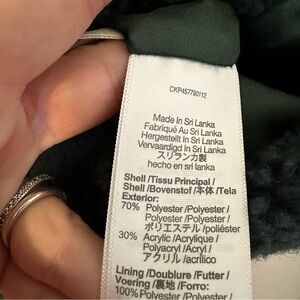 CKP457790112
Made In Sri Lanka
Fabriqué Au Sri Lanka
Hergestellt In Sri Lanka
Vervaardigd In Sri Lanka
スリランカ製
hecho en sri lanka
Shell /Tissu Principal /
Shell /Bovenstof /本体 /Tela
Exterior:
70% Polyester /Polyester /
Polyester /Polyester /
ポリエステル /poliéster
30% Acrylic /Acrylique /
Polyacryl /Acryl /
アクリル /acrílico
Lining /Doublure /Futter /
Voering /裏地 /Forro:
100% Polyester /Polyester /